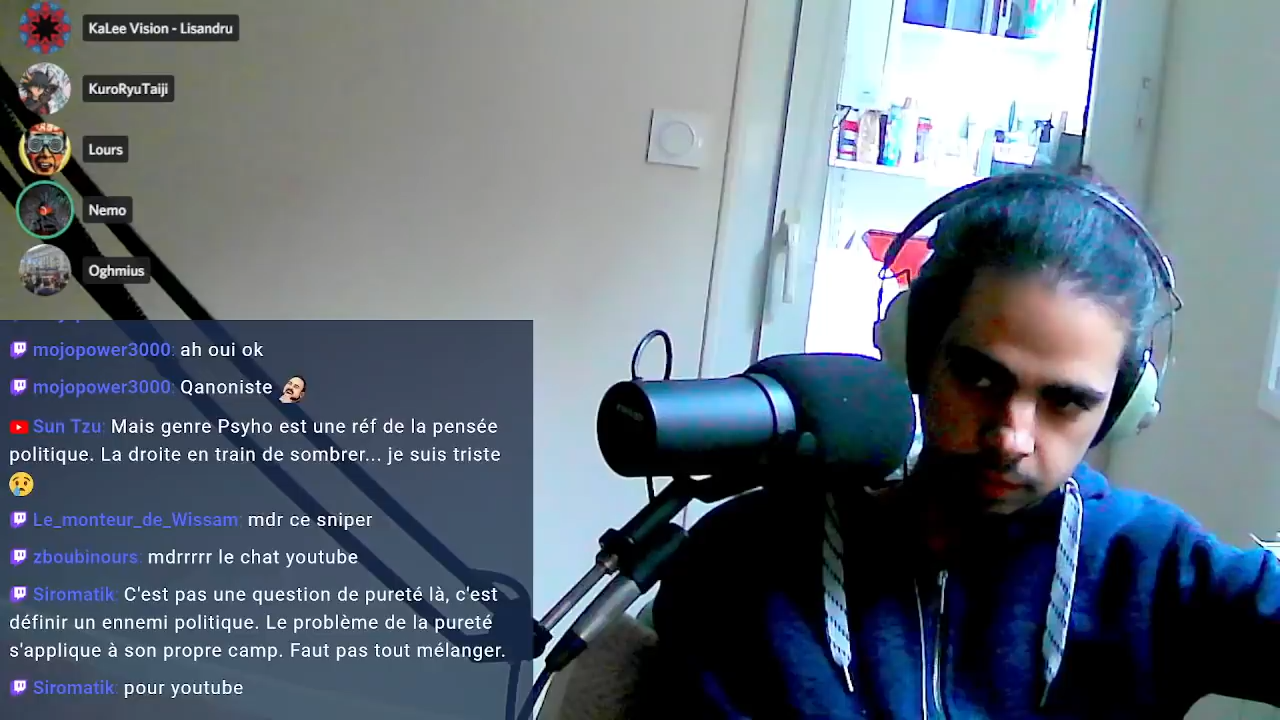 KaLee Vision - Lisandru
KuroRyuTaiji
Lours
Nemo
Oghmius
mojopower3000: ah oui ok
mojopower3000: Qanoniste
Sun Tzu: Mais genre Psyho est une réf de la pensée
politique. La droite en train de sombrer... je suis triste
😢
Le_monteur_de_Wissam: mdr ce sniper
zboubinours: mdrrrrr le chat youtube
Siromatik: C'est pas une question de pureté là, c'est
définir un ennemi politique. Le problème de la pureté
s'applique à son propre camp. Faut pas tout mélanger.
Siromatik: pour youtube